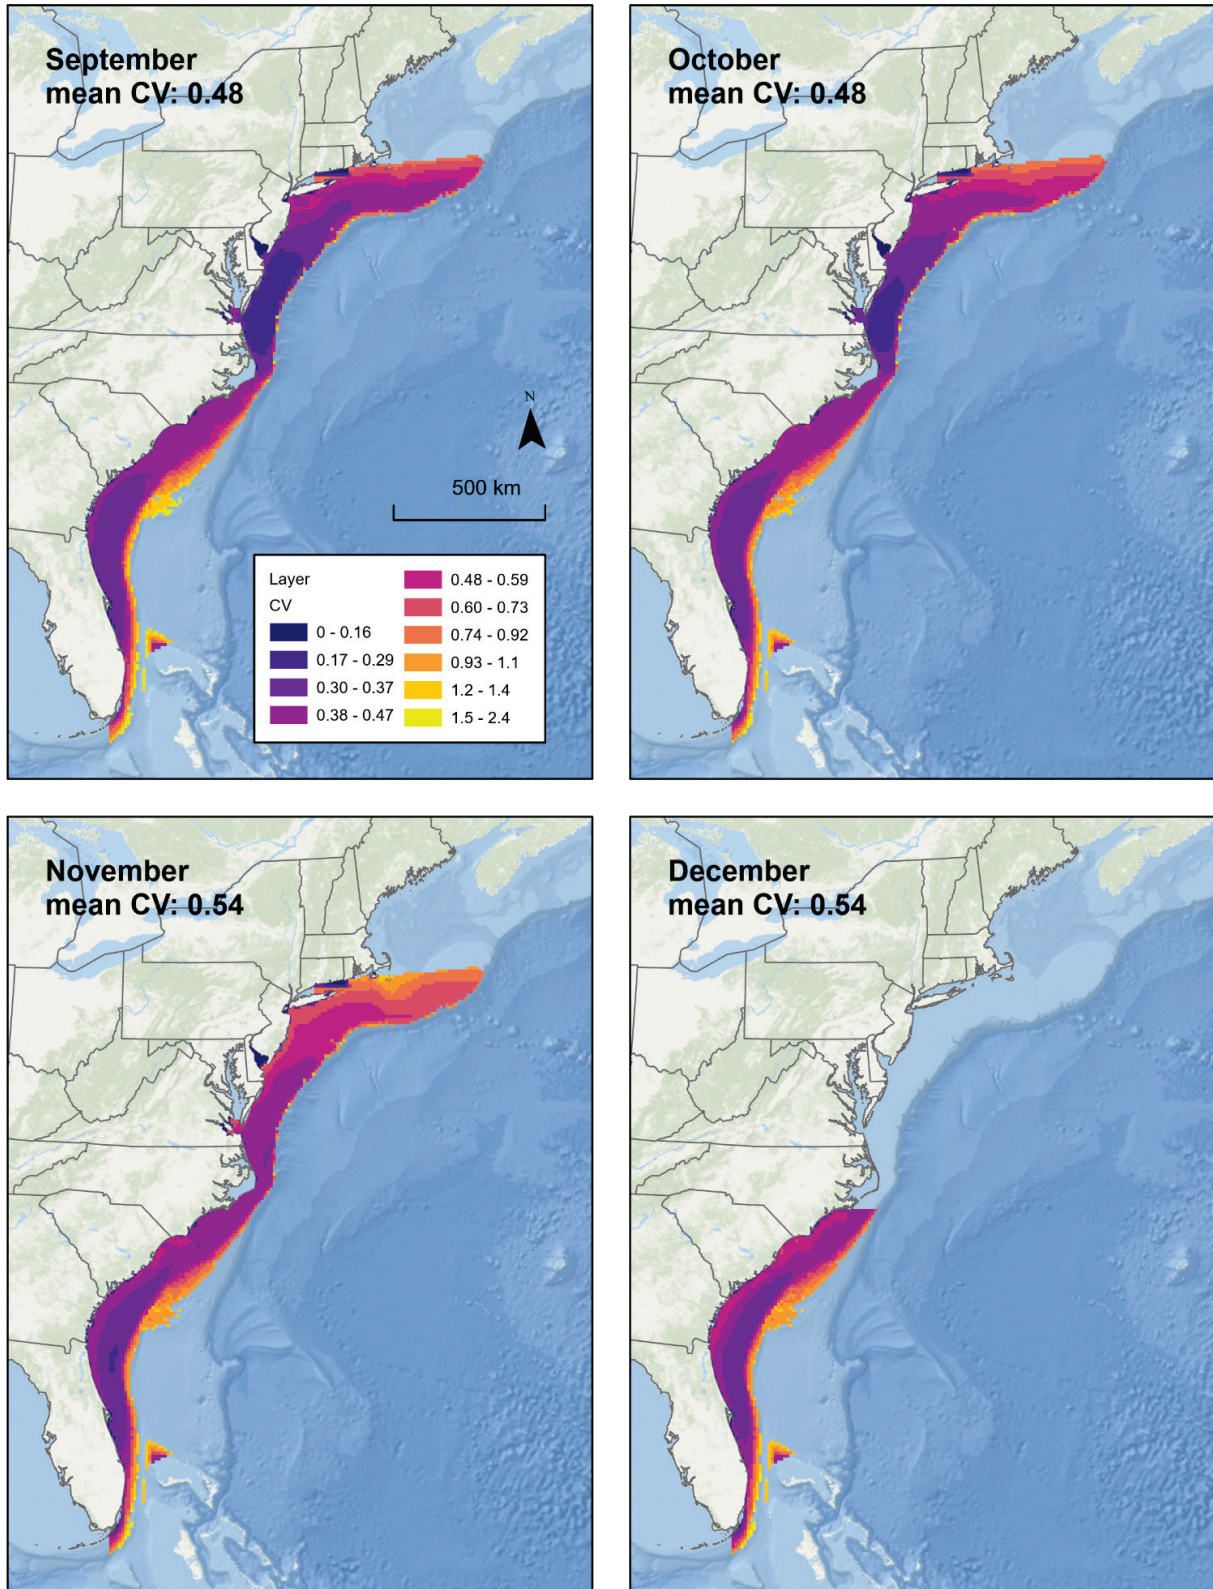 September
mean CV: 0.48
October
mean CV: 0.48
N
500 km
Layer
CV
0 - 0.16
0.17 - 0.29
0.30 - 0.37
0.38 - 0.47
0.48 - 0.59
0.60 - 0.73
0.74 - 0.92
0.93 - 1.1
1.2 - 1.4
1.5 - 2.4
November
mean CV: 0.54
December
mean CV: 0.54